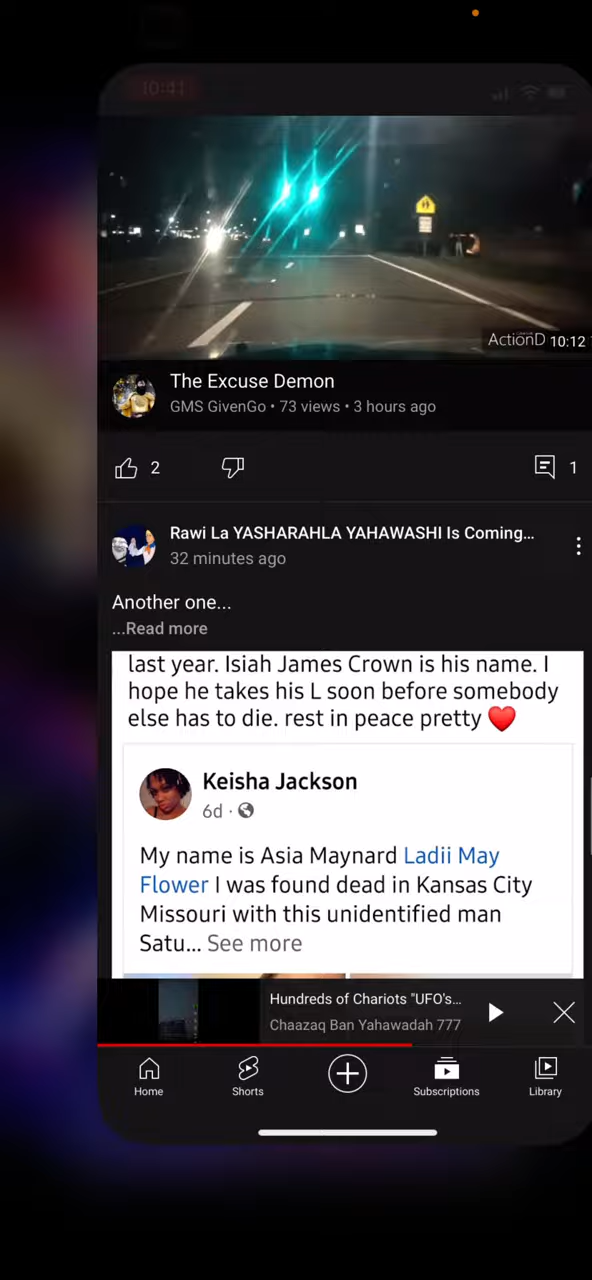 10:41
ActionD 10:12
The Excuse Demon
GMS GivenGo • 73 views • 3 hours ago
2
1
Rawi La YASHARAHLA YAHAWASHI Is Coming...
32 minutes ago
Another one...
...Read more
last year. Isiah James Crown is his name. I
hope he takes his L soon before somebody
else has to die. rest in peace pretty ❤️
Keisha Jackson
6d ·
My name is Asia Maynard Ladii May
Flower I was found dead in Kansas City
Missouri with this unidentified man
Satu... See more
Hundreds of Chariots "UFO's...
Chaazaq Ban Yahawadah 777
Home
Shorts
Subscriptions
Library